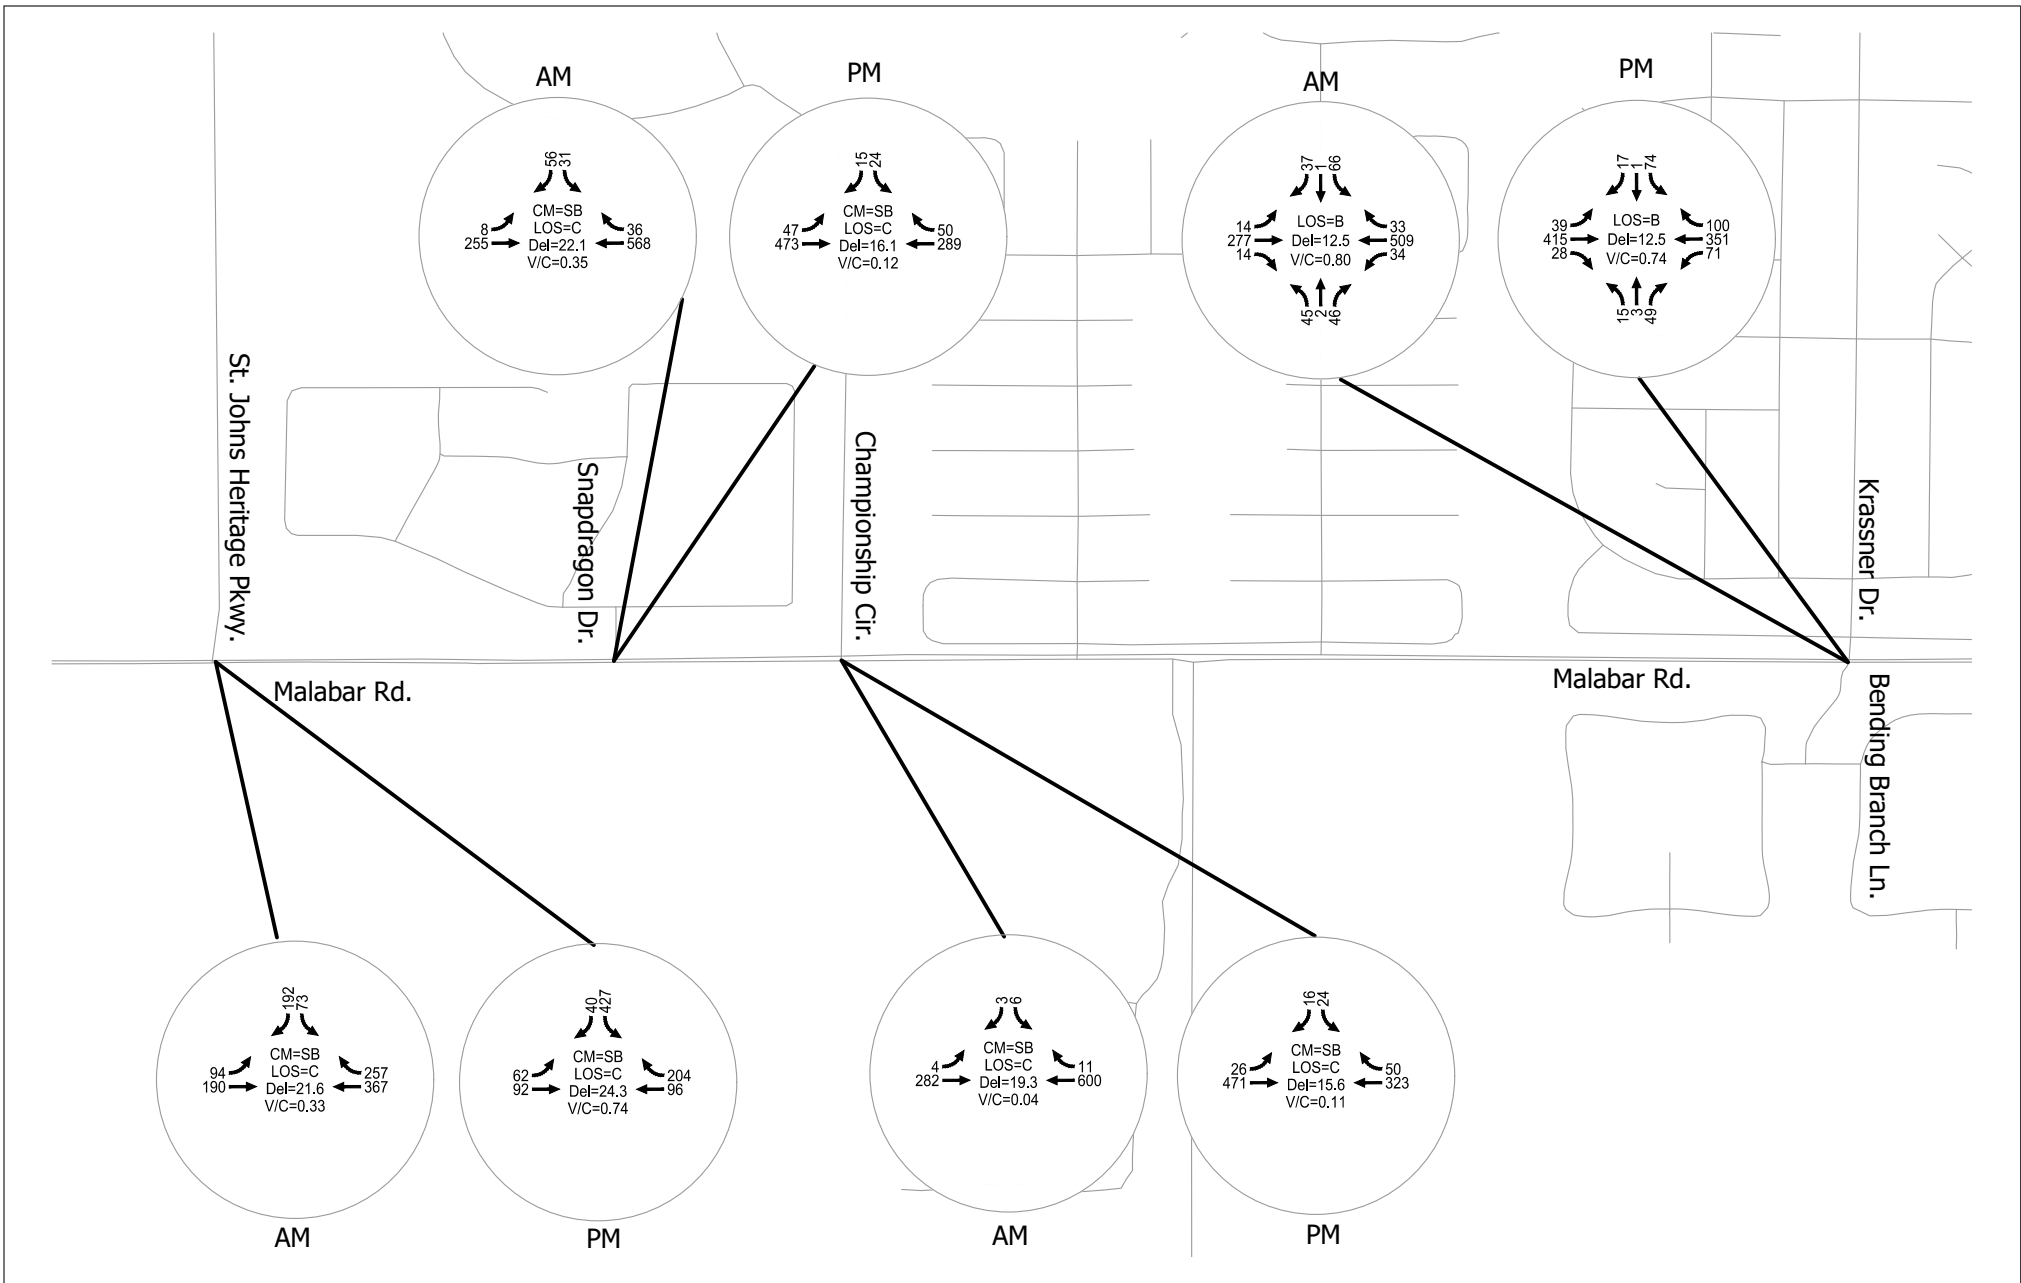 AM
56
31
8
255
CM=SB
LOS=C
Del=22.1
V/C=0.35
36
568
PM
15
24
47
473
CM=SB
LOS=C
Del=16.1
V/C=0.12
50
289
AM
37
1
66
14
277
14
LOS=B
Del=12.5
V/C=0.80
33
509
34
45
2
46
PM
17
1
74
39
415
28
LOS=B
Del=12.5
V/C=0.74
100
351
71
15
3
49
St. Johns Heritage Pkwy.
Snapdragon Dr.
Championship Cir.
Krassner Dr.
Malabar Rd.
Malabar Rd.
Bending Branch Ln.
192
73
94
190
CM=SB
LOS=C
Del=21.6
V/C=0.33
257
367
AM
40
427
62
92
CM=SB
LOS=C
Del=24.3
V/C=0.74
204
96
PM
3
6
4
282
CM=SB
LOS=C
Del=19.3
V/C=0.04
11
600
AM
16
24
26
471
CM=SB
LOS=C
Del=15.6
V/C=0.11
50
323
PM